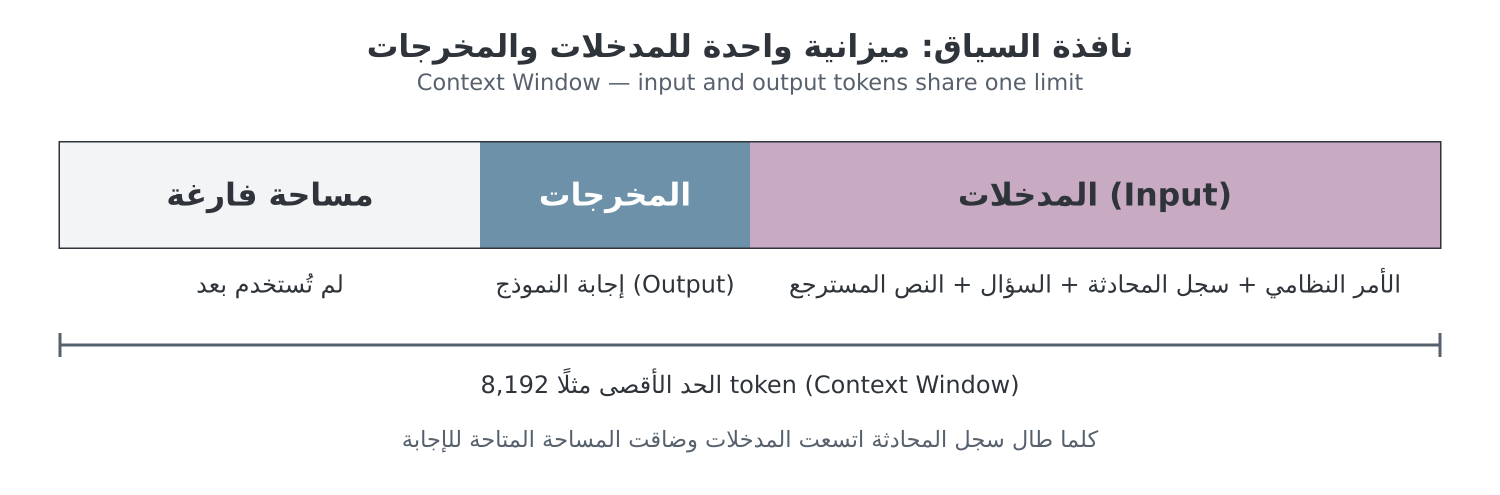 نافذة السياق: ميزانية واحدة للمدخلات والمخرجات
Context Window — input and output tokens share one limit
المدخلات (Input)
المخرجات
مساحة فارغة
الأمر النظامي + سجل المحادثة + السؤال + النص المسترجع
إجابة النموذج (Output)
لم تُستخدم بعد
الحد الأقصى مثلًا 8,192 token (Context Window)
كلما طال سجل المحادثة اتسعت المدخلات وضاقت المساحة المتاحة للإجابة